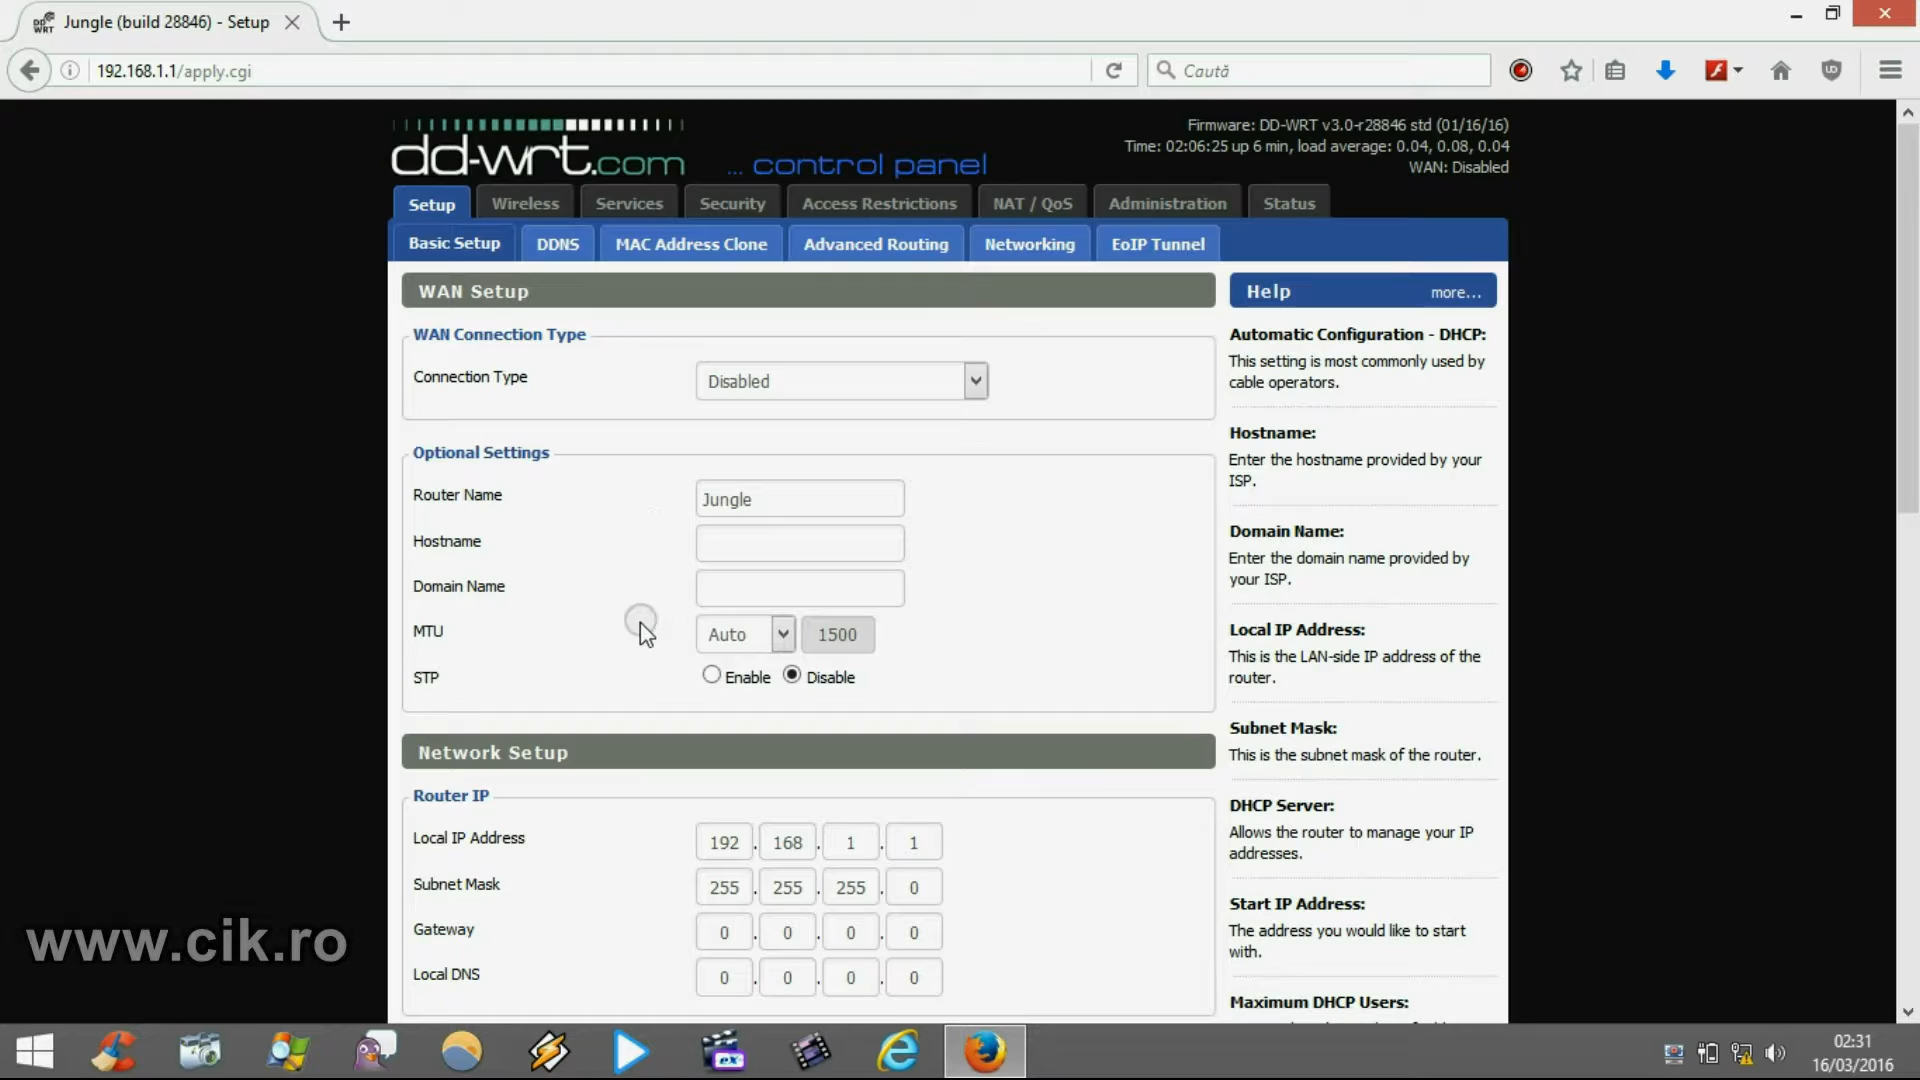 Jungle (build 28846) - Setup
192.168.1.1/apply.cgi
Caută
dd-wrt.com
... control panel
Firmware: DD-WRT v3.0-r28846 std (01/16/16)
Time: 02:06:25 up 6 min, load average: 0.04, 0.08, 0.04
WAN: Disabled
Setup Wireless Services Security Access Restrictions NAT / QoS Administration Status
Basic Setup DDNS MAC Address Clone Advanced Routing Networking EoIP Tunnel
WAN Setup
WAN Connection Type
Connection Type Disabled
Optional Settings
Router Name Jungle
Hostname
Domain Name
MTU Auto 1500
STP Enable Disable
Network Setup
Router IP
Local IP Address 192 . 168 . 1 . 1
Subnet Mask 255 . 255 . 255 . 0
Gateway 0 . 0 . 0 . 0
Local DNS 0 . 0 . 0 . 0
Help more...
Automatic Configuration - DHCP:
This setting is most commonly used by
cable operators.
Hostname:
Enter the hostname provided by your
ISP.
Domain Name:
Enter the domain name provided by
your ISP.
Local IP Address:
This is the LAN-side IP address of the
router.
Subnet Mask:
This is the subnet mask of the router.
DHCP Server:
Allows the router to manage your IP
addresses.
Start IP Address:
The address you would like to start
with.
Maximum DHCP Users:
www.cik.ro
02:31
16/03/2016